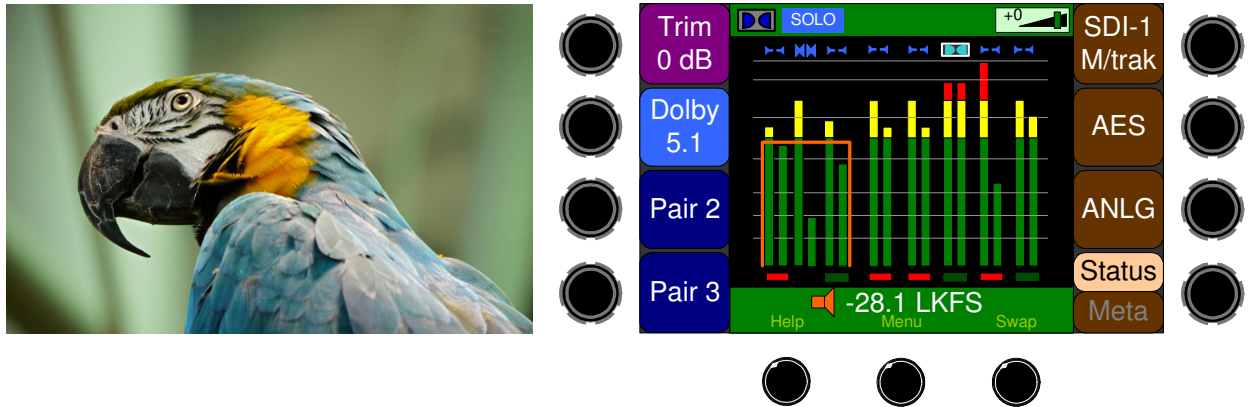 Trim
0 dB
SOLO
+0
SDI-1
M/trak
Dolby
5.1
AES
Pair 2
ANLG
Pair 3
Status
-28.1 LKFS
Meta
Help
Menu
Swap